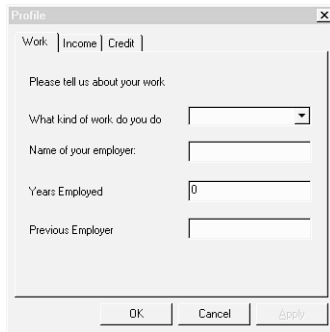 Profile
Work Income Credit
Please tell us about your work
What kind of work do you do
Name of your employer:
Years Employed 0
Previous Employer
OK Cancel Apply